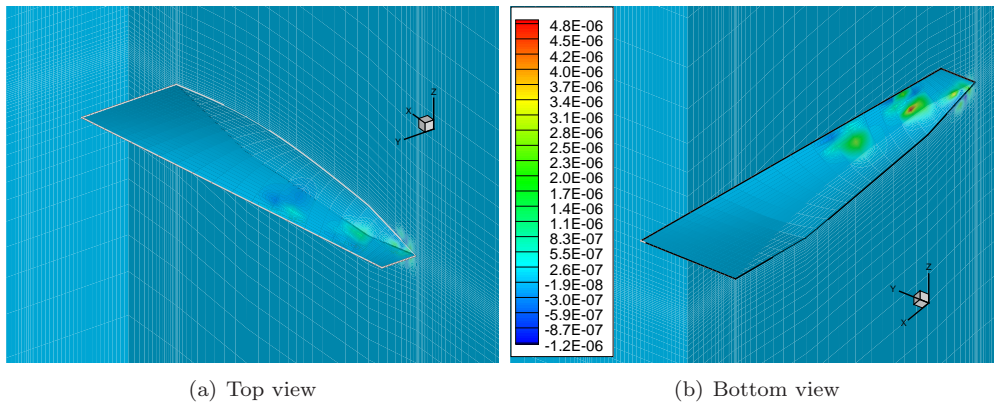 Z
X
Y
4.8E-06
4.5E-06
4.2E-06
4.0E-06
3.7E-06
3.4E-06
3.1E-06
2.8E-06
2.5E-06
2.3E-06
2.0E-06
1.7E-06
1.4E-06
1.1E-06
8.3E-07
5.5E-07
2.6E-07
-1.9E-08
-3.0E-07
-5.9E-07
-8.7E-07
-1.2E-06
Z
Y
X
(a) Top view
(b) Bottom view